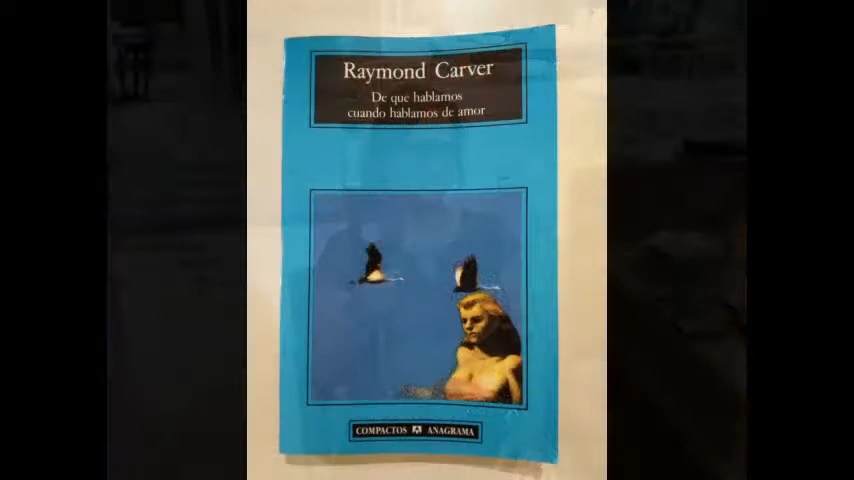 Raymond Carver
De que hablamos
cuando hablamos de amor
COMPACTOS ANAGRAMA